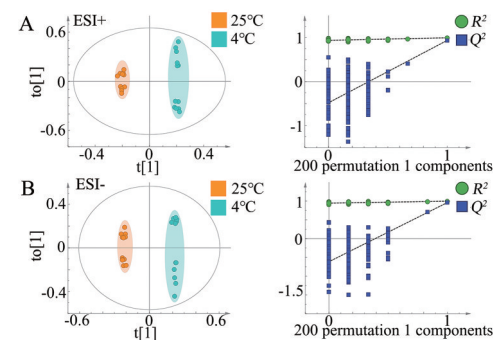 A
ESI+
25℃
4℃
to[1]
0.6
0
-0.6
-0.4
0
0.4
t[1]
R²
Q²
1
0
-1
0
1
200 permutation 1 components
B
ESI-
25℃
4℃
to[1]
0.4
0
-0.4
-0.6
0
0.6
t[1]
R²
Q²
1
0
-1.5
0
1
200 permutation 1 components